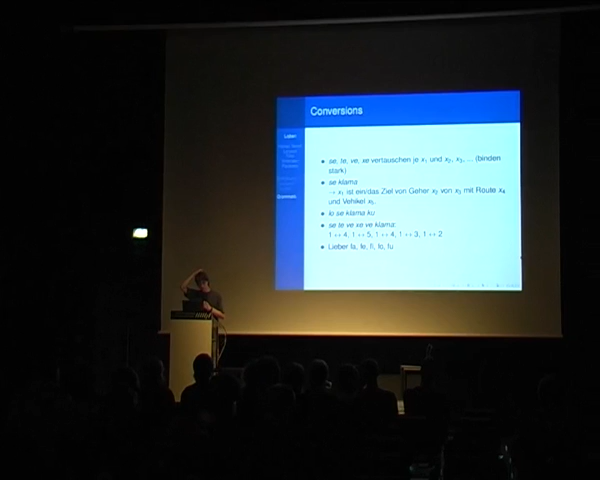 Conversions
Lojban
• se, te, ve, xe vertauschen je x₁ und x₂, x₃, ... (binden
stark)
• se klama
→ x₁ ist ein/das Ziel von Geher x₂ von x₃ mit Route x₄
und Vehikel x₅.
• lo se klama ku
• se te ve xe ve klama:
1 ↔ 4, 1 ↔ 5, 1 ↔ 4, 1 ↔ 3, 1 ↔ 2
• Lieber fa, fe, fi, fo, fu